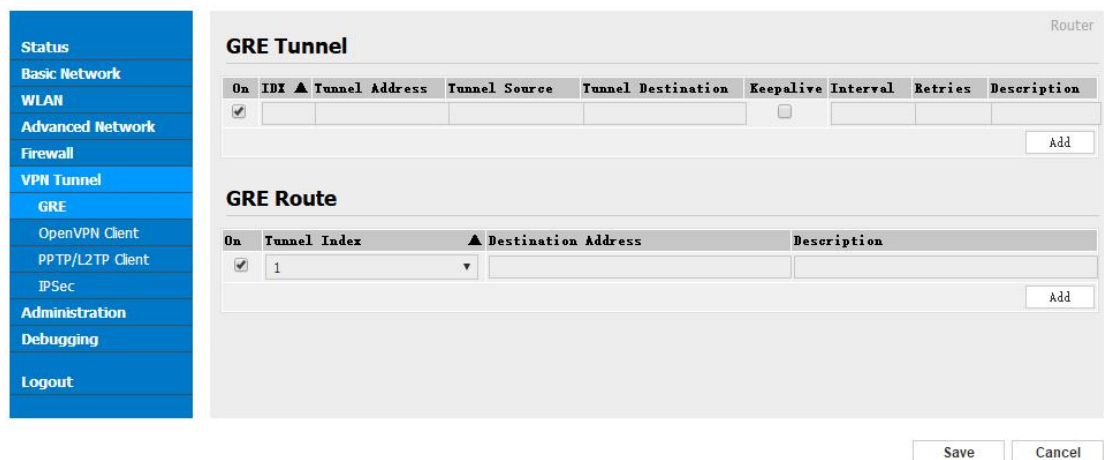 Router
Status
Basic Network
WLAN
Advanced Network
Firewall
VPN Tunnel
GRE
OpenVPN Client
PPTP/L2TP Client
IPSec
Administration
Debugging
Logout
GRE Tunnel
On IDX ▲ Tunnel Address Tunnel Source Tunnel Destination Keepalive Interval Retries Description
Add
GRE Route
On Tunnel Index ▲ Destination Address Description
1 ▼
Add
Save Cancel